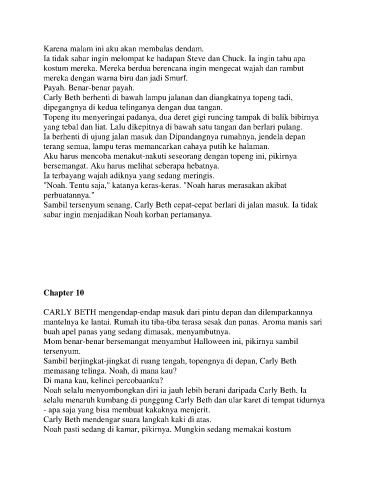 Karena malam ini aku akan membalas dendam.
Ia tidak sabar ingin melompat ke hadapan Steve dan Chuck. Ia ingin tahu apa
kostum mereka. Mereka berdua berencana ingin mengecat wajah dan rambut
mereka dengan warna biru dan jadi Smurf.
Payah. Benar-benar payah.
Carly Beth berhenti di bawah lampu jalanan dan diangkatnya topeng tadi,
dipegangnya di kedua telinganya dengan dua tangan.
Topeng itu menyeringai padanya, dua deret gigi runcing tampak di balik bibirnya
yang tebal dan liat. Lalu dikepitnya di bawah satu tangan dan berlari pulang.
Ia berhenti di ujung jalan masuk dan Dipandangnya rumahnya, jendela depan
terang semua, lampu teras memancarkan cahaya putih ke halaman.
Aku harus mencoba menakut-nakuti seseorang dengan topeng ini, pikirnya
bersemangat. Aku harus melihat seberapa hebatnya.
Ia terbayang wajah adiknya yang sedang meringis.
"Noah. Tentu saja," katanya keras-keras. "Noah harus merasakan akibat
perbuatannya."
Sambil tersenyum senang, Carly Beth cepat-cepat berlari di jalan masuk. Ia tidak
sabar ingin menjadikan Noah korban pertamanya.
Chapter 10
CARLY BETH mengendap-endap masuk dari pintu depan dan dilemparkannya
mantelnya ke lantai. Rumah itu tiba-tiba terasa sesak dan panas. Aroma manis sari
buah apel panas yang sedang dimasak, menyambutnya.
Mom benar-benar bersemangat menyambut Halloween ini, pikirnya sambil
tersenyum.
Sambil berjingkat-jingkat di ruang tengah, topengnya di depan, Carly Beth
memasang telinga. Noah, di mana kau?
Di mana kau, kelinci percobaanku?
Noah selalu menyombongkan diri ia jauh lebih berani daripada Carly Beth. Ia
selalu menaruh kumbang di punggung Carly Beth dan ular karet di tempat tidurnya
- apa saja yang bisa membuat kakaknya menjerit.
Carly Beth mendengar suara langkah kaki di atas.
Noah pasti sedang di kamar, pikirnya. Mungkin sedang memakai kostum